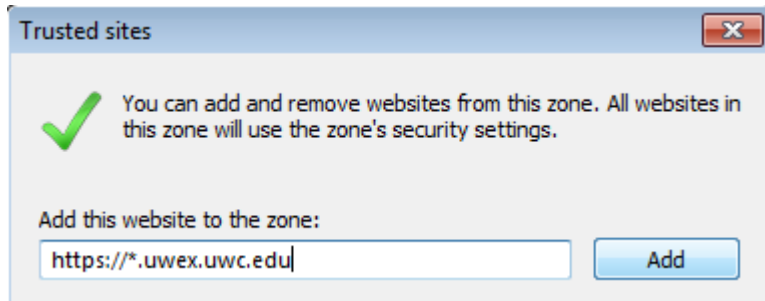 Trusted sites
You can add and remove websites from this zone. All websites in
this zone will use the zone's security settings.
Add this website to the zone:
https://*.uwex.uwc.edu
Add